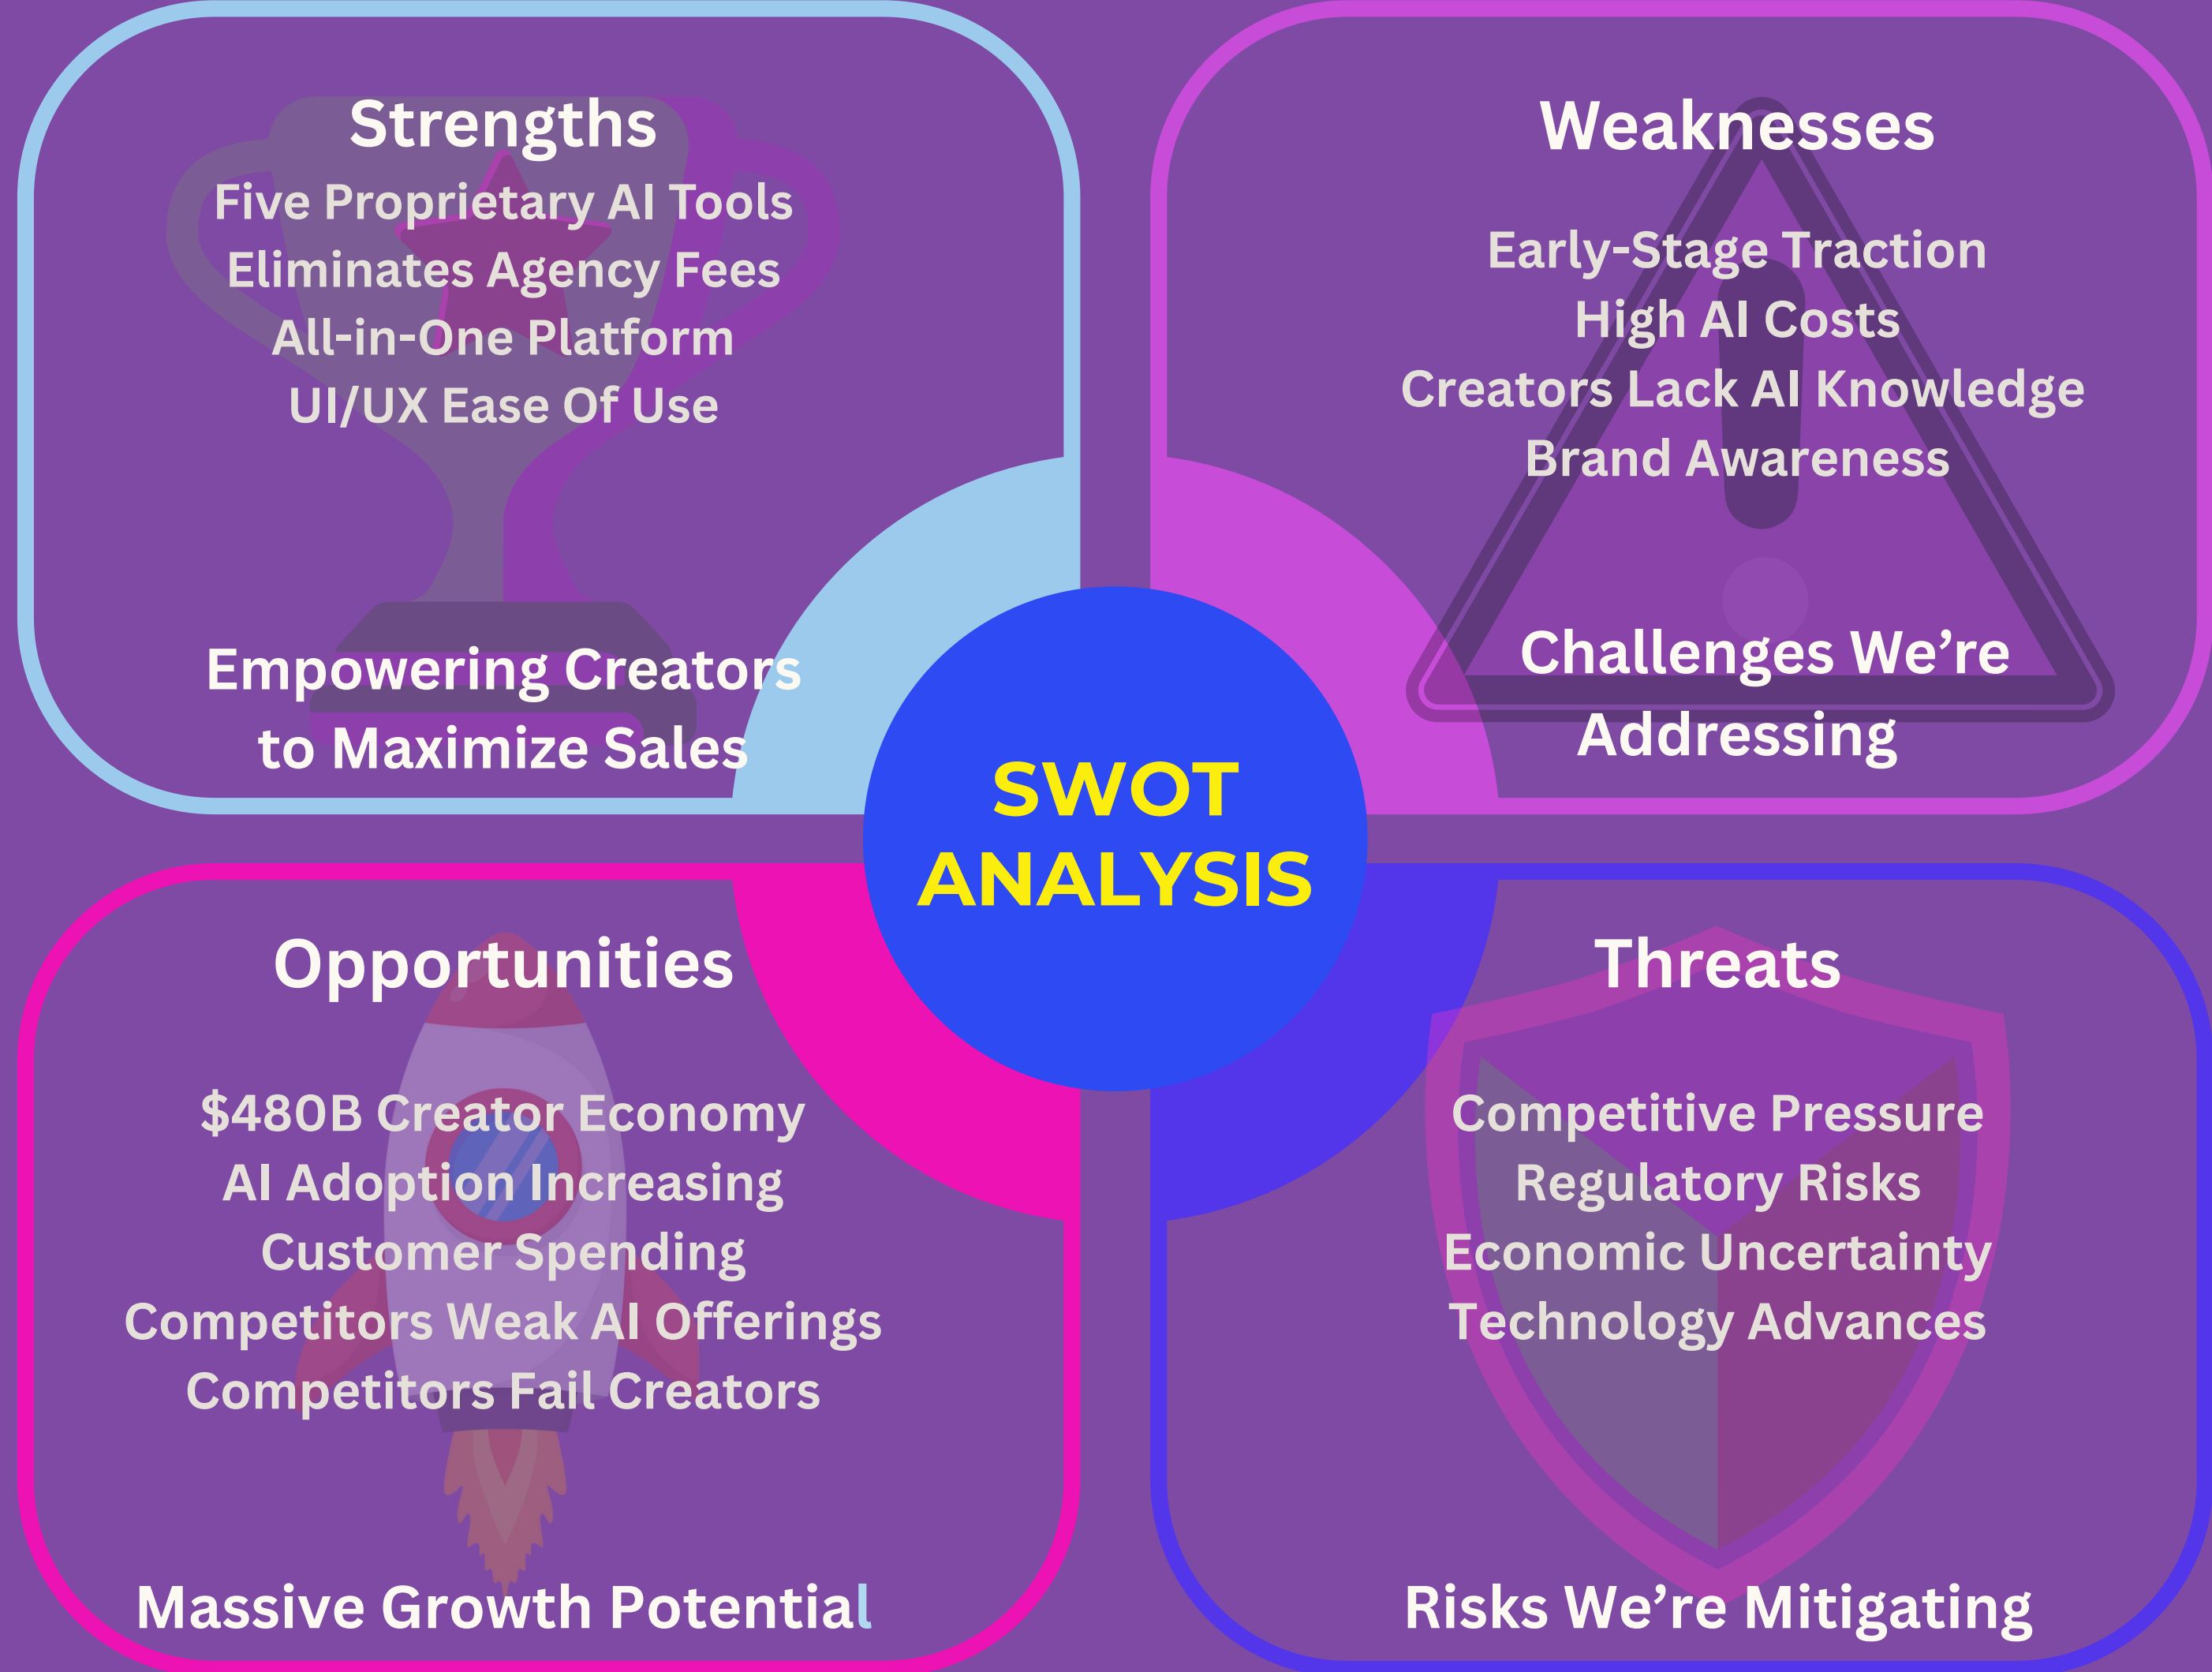 Strengths
Five Proprietary AI Tools
Eliminates Agency Fees
All-in-One Platform
UI/UX Ease Of Use
Empowering Creators
to Maximize Sales
Weaknesses
Early-Stage Traction
High AI Costs
Creators Lack AI Knowledge
Brand Awareness
Challenges We’re
Addressing
SWOT
ANALYSIS
Opportunities
$480B Creator Economy
AI Adoption Increasing
Customer Spending
Competitors Weak AI Offerings
Competitors Fail Creators
Massive Growth Potential
Threats
Competitive Pressure
Regulatory Risks
Economic Uncertainty
Technology Advances
Risks We’re Mitigating